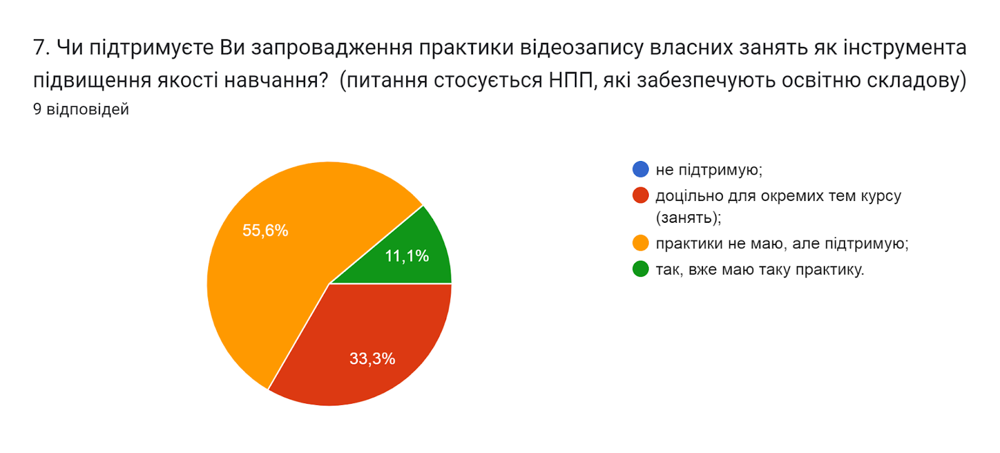 7. Чи підтримуєте Ви запровадження практики відеозапису власних занять як інструмента
підвищення якості навчання?  (питання стосується НПП, які забезпечують освітню складову)
9 відповідей
не підтримую;
доцільно для окремих тем курсу
(занять);
практики не маю, але підтримую;
так, вже маю таку практику.
55,6%
11,1%
33,3%